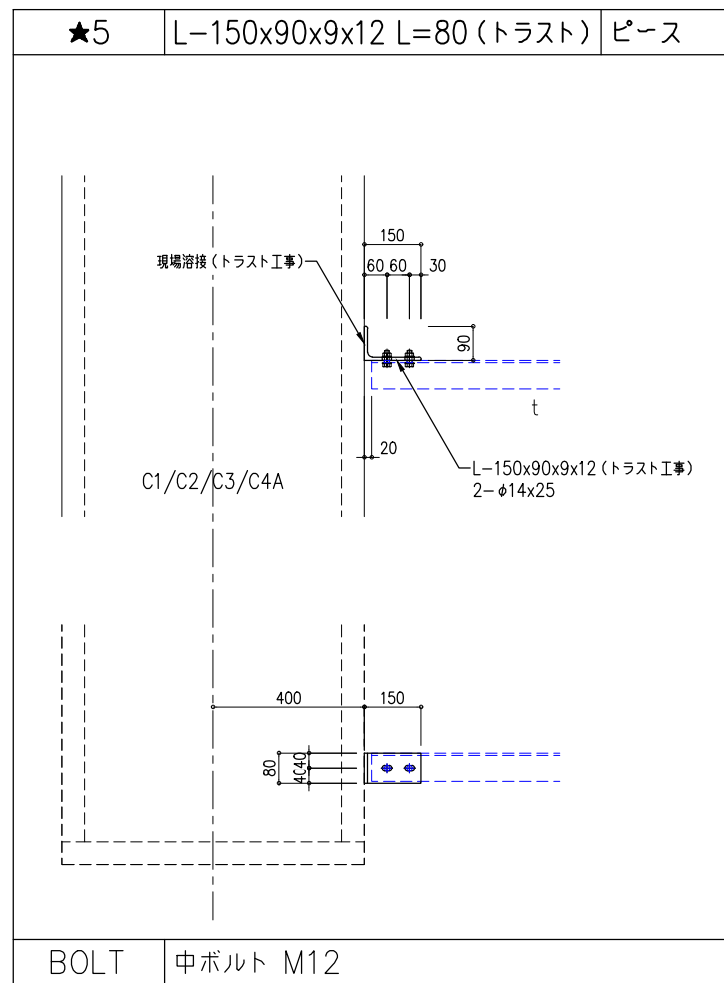 ★5 L-150x90x9x12 L=80(トラスト) ピース
150
現場溶接(トラスト工事)
60 60 30
90
t
20
C1/C2/C3/C4A
L-150x90x9x12(トラスト工事)
2-φ14x25
400 150
80
40 40
BOLT 中ボルト M12